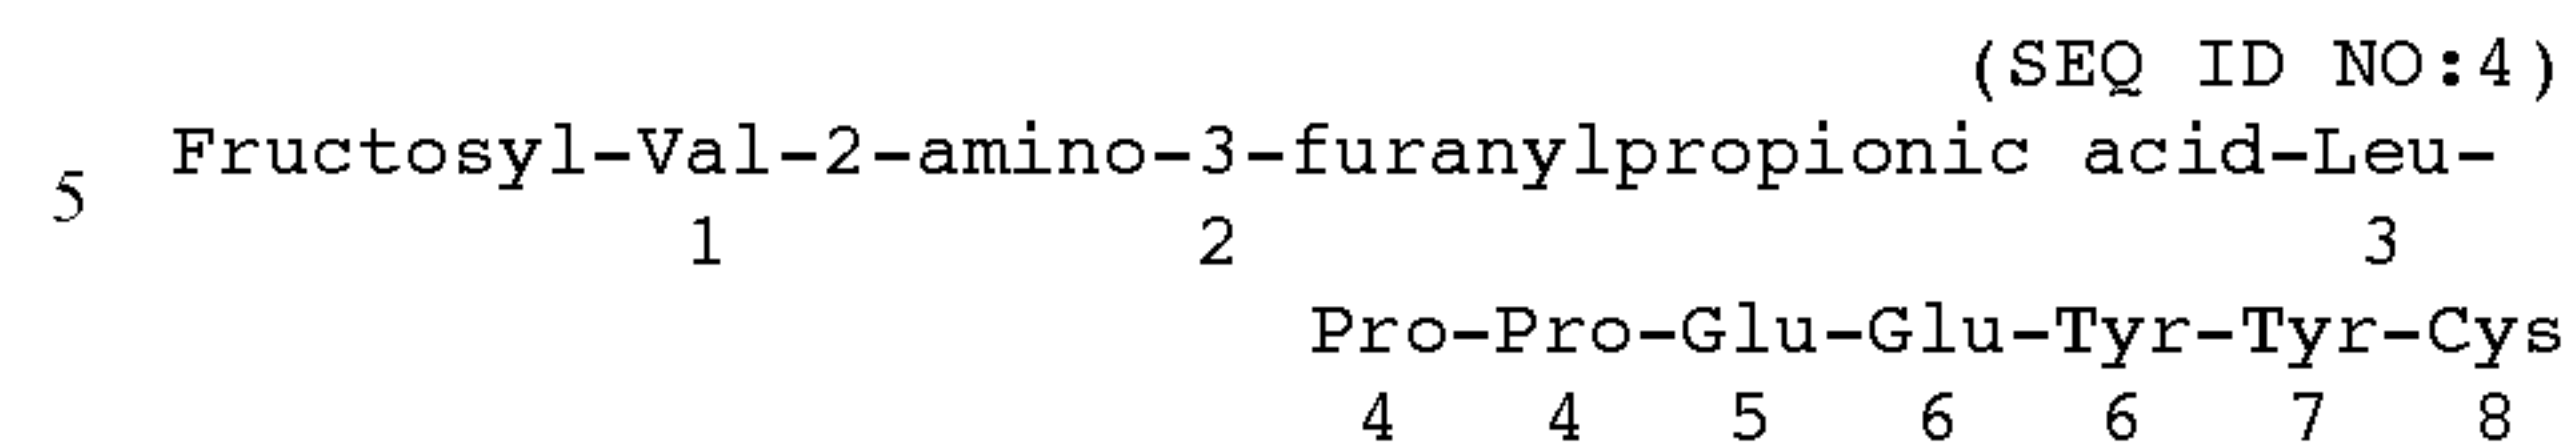 (SEQ ID NO:4)
5 Fructosyl-Val-2-amino-3-furanylpropionic acid-Leu-
1 2 3
Pro-Pro-Glu-Glu-Tyr-Tyr-Cys
4 4 5 6 6 7 8